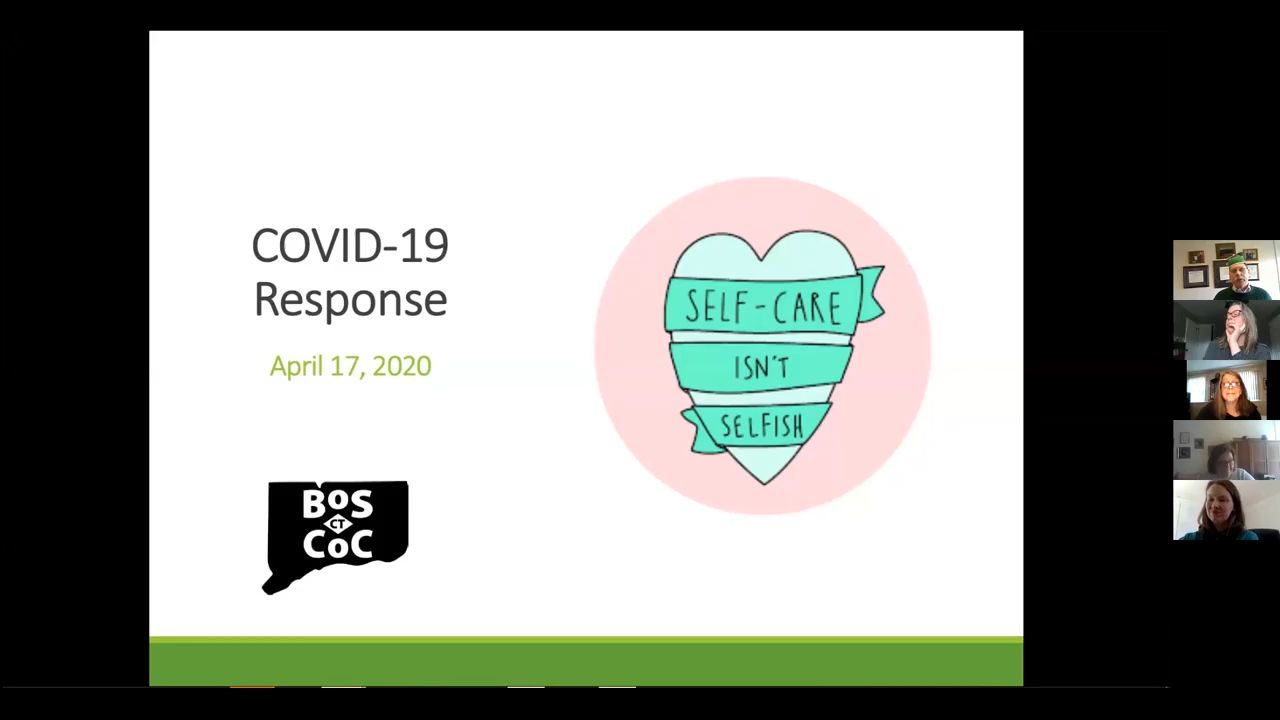 COVID-19
Response
April 17, 2020
SELF-CARE
ISN'T
SELFISH
BoS
CT
CoC